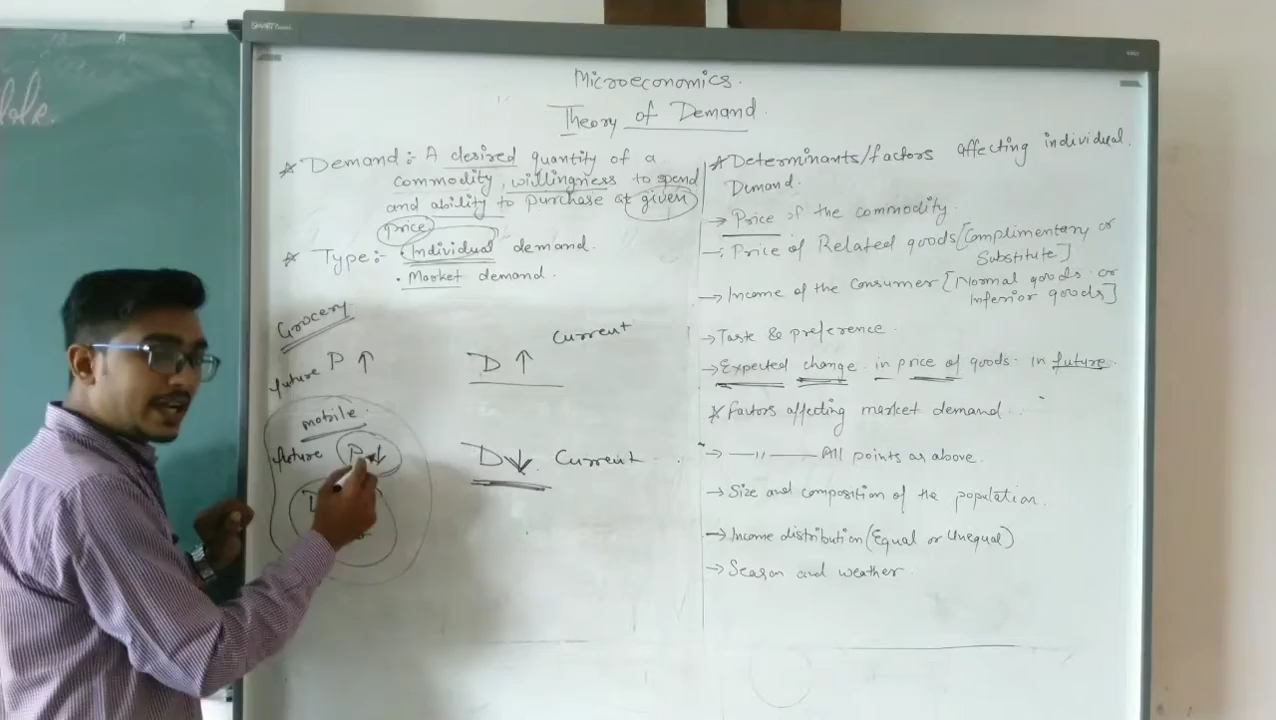 Microeconomics.
Theory of Demand
☆ Demand :- A desired quantity of a
commodity, willingness to spend
and ability to purchase at given
price
☆ Type :- • Individual demand.
• Market demand.
Grocery
future P ↑ D ↑ Current
mobile.
future P ↓ D ↓ Current
D
☆ Determinants/factors affecting individual
Demand.
→ Price of the commodity.
→ Price of Related goods [Complimentary or
Substitute]
→ Income of the Consumer [Normal goods or
Inferior goods]
→ Taste & preference.
→ Expected change in price of goods in future.
☆ Factors affecting market demand.
→ —"— All points as above.
→ Size and composition of the population.
→ Income distribution (Equal or Unequal)
→ Season and weather.